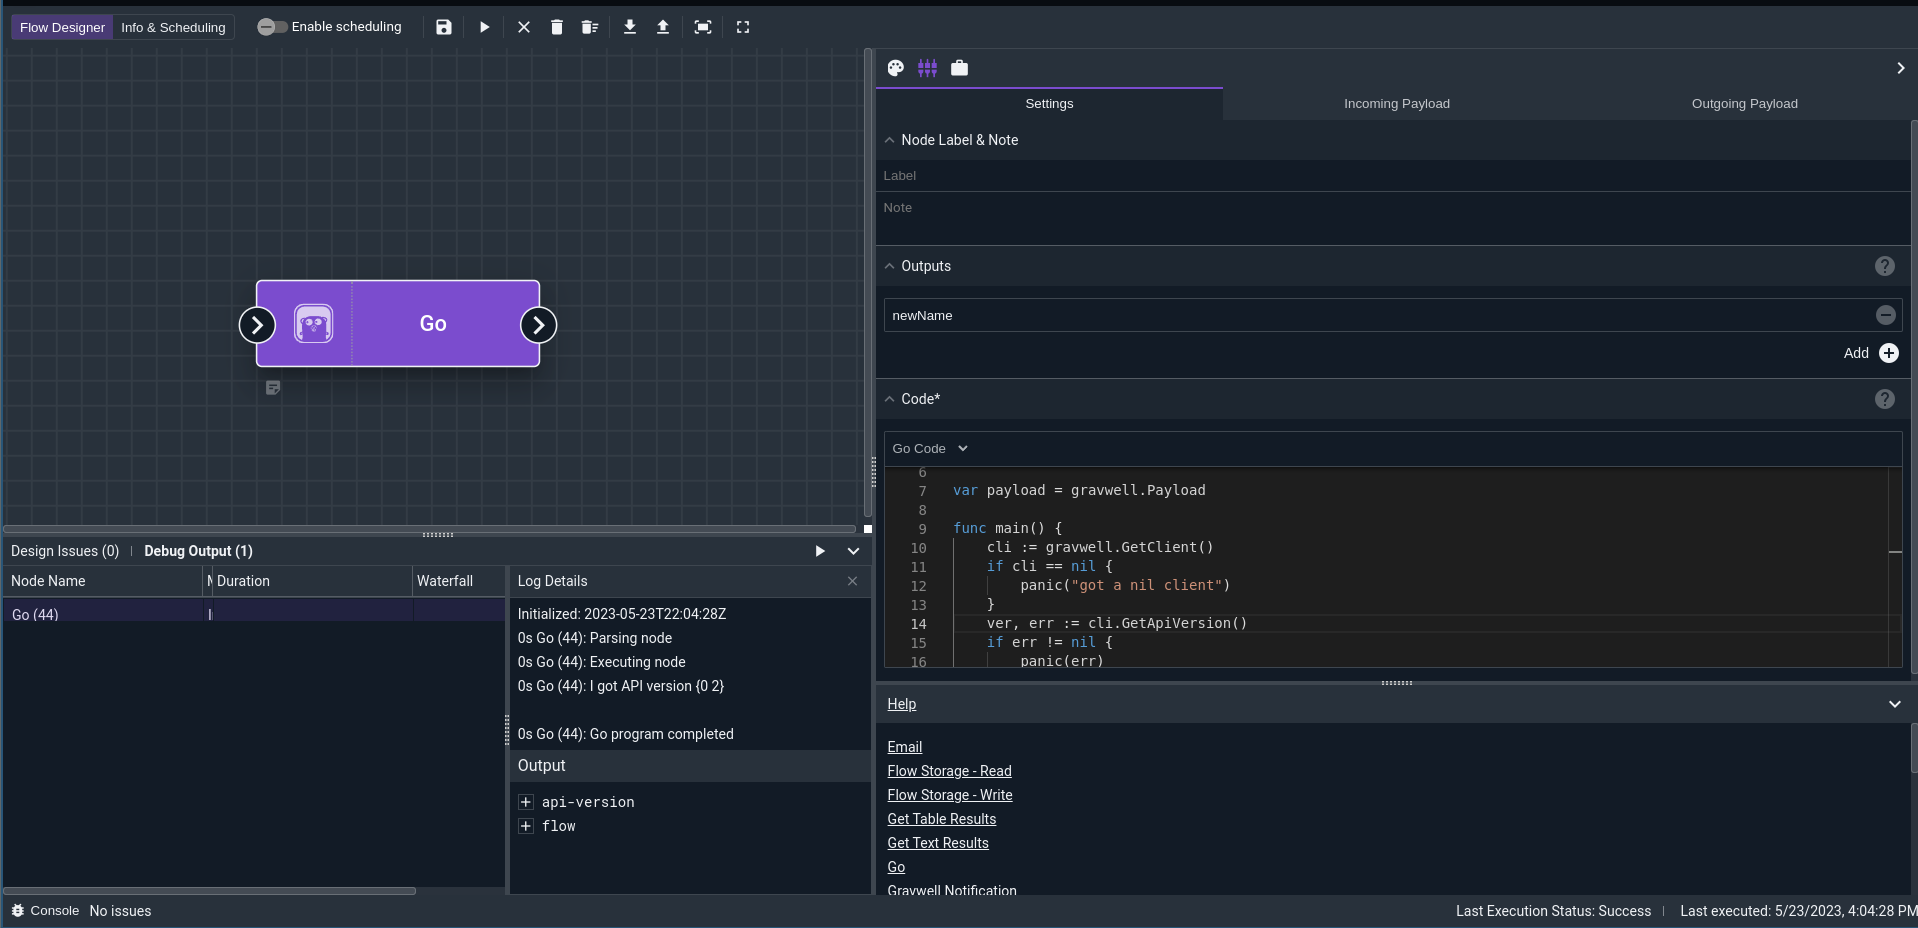 Flow Designer
Info & Scheduling
Enable scheduling
Go
Settings
Incoming Payload
Outgoing Payload
Node Label & Note
Label
Note
Outputs
newName
Add
Code*
Go Code
6
7 var payload = gravwell.Payload
8
9 func main() {
10 cli := gravwell.GetClient()
11 if cli == nil {
12 panic("got a nil client")
13 }
14 ver, err := cli.GetApiVersion()
15 if err != nil {
16 panic(err)
Design Issues (0)
Debug Output (1)
Node Name
Duration
Waterfall
Go (44)
Log Details
Initialized: 2023-05-23T22:04:28Z
0s Go (44): Parsing node
0s Go (44): Executing node
0s Go (44): I got API version {0 2}
0s Go (44): Go program completed
Output
api-version
flow
Help
Email
Flow Storage - Read
Flow Storage - Write
Get Table Results
Get Text Results
Go
Gravwell Notification
Console
No issues
Last Execution Status: Success
Last executed: 5/23/2023, 4:04:28 PM